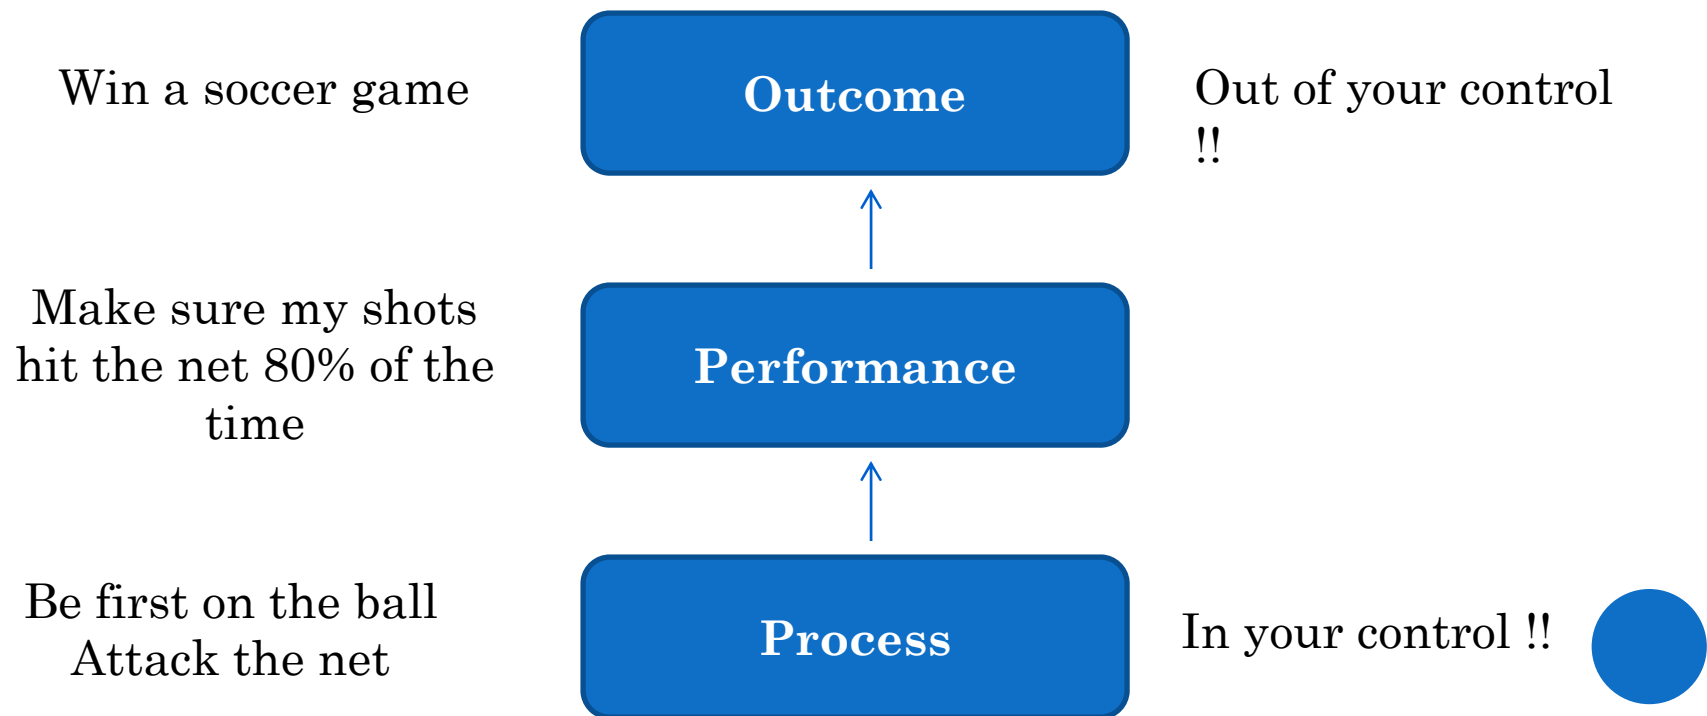 Win a soccer game
Outcome
Out of your control
!!
Make sure my shots
hit the net 80% of the
time
Performance
Be first on the ball
Attack the net
Process
In your control !!